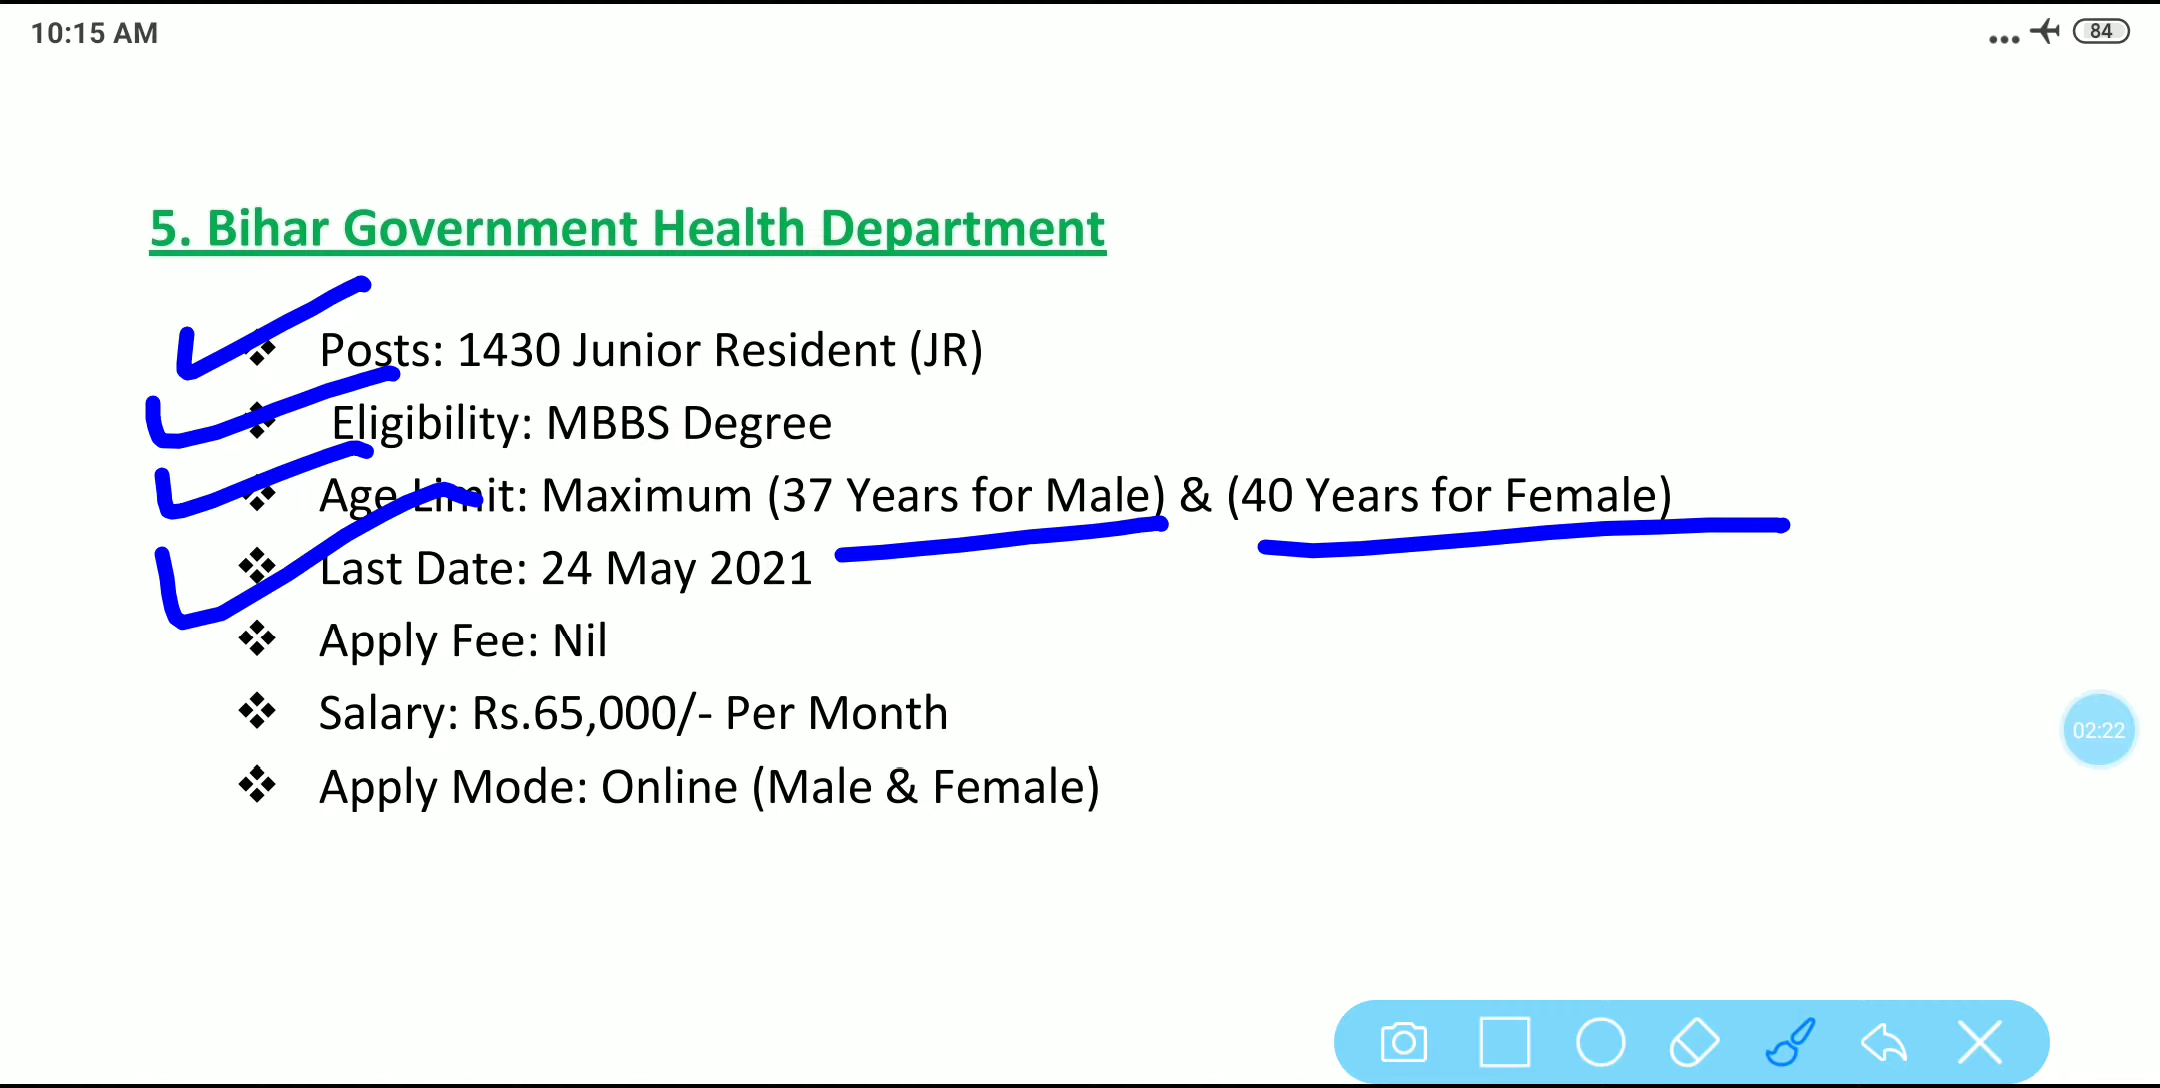 10:15 AM
84
5. Bihar Government Health Department
❖ Posts: 1430 Junior Resident (JR)
❖ Eligibility: MBBS Degree
❖ Age Limit: Maximum (37 Years for Male) & (40 Years for Female)
❖ Last Date: 24 May 2021
❖ Apply Fee: Nil
❖ Salary: Rs.65,000/- Per Month
02:22
❖ Apply Mode: Online (Male & Female)